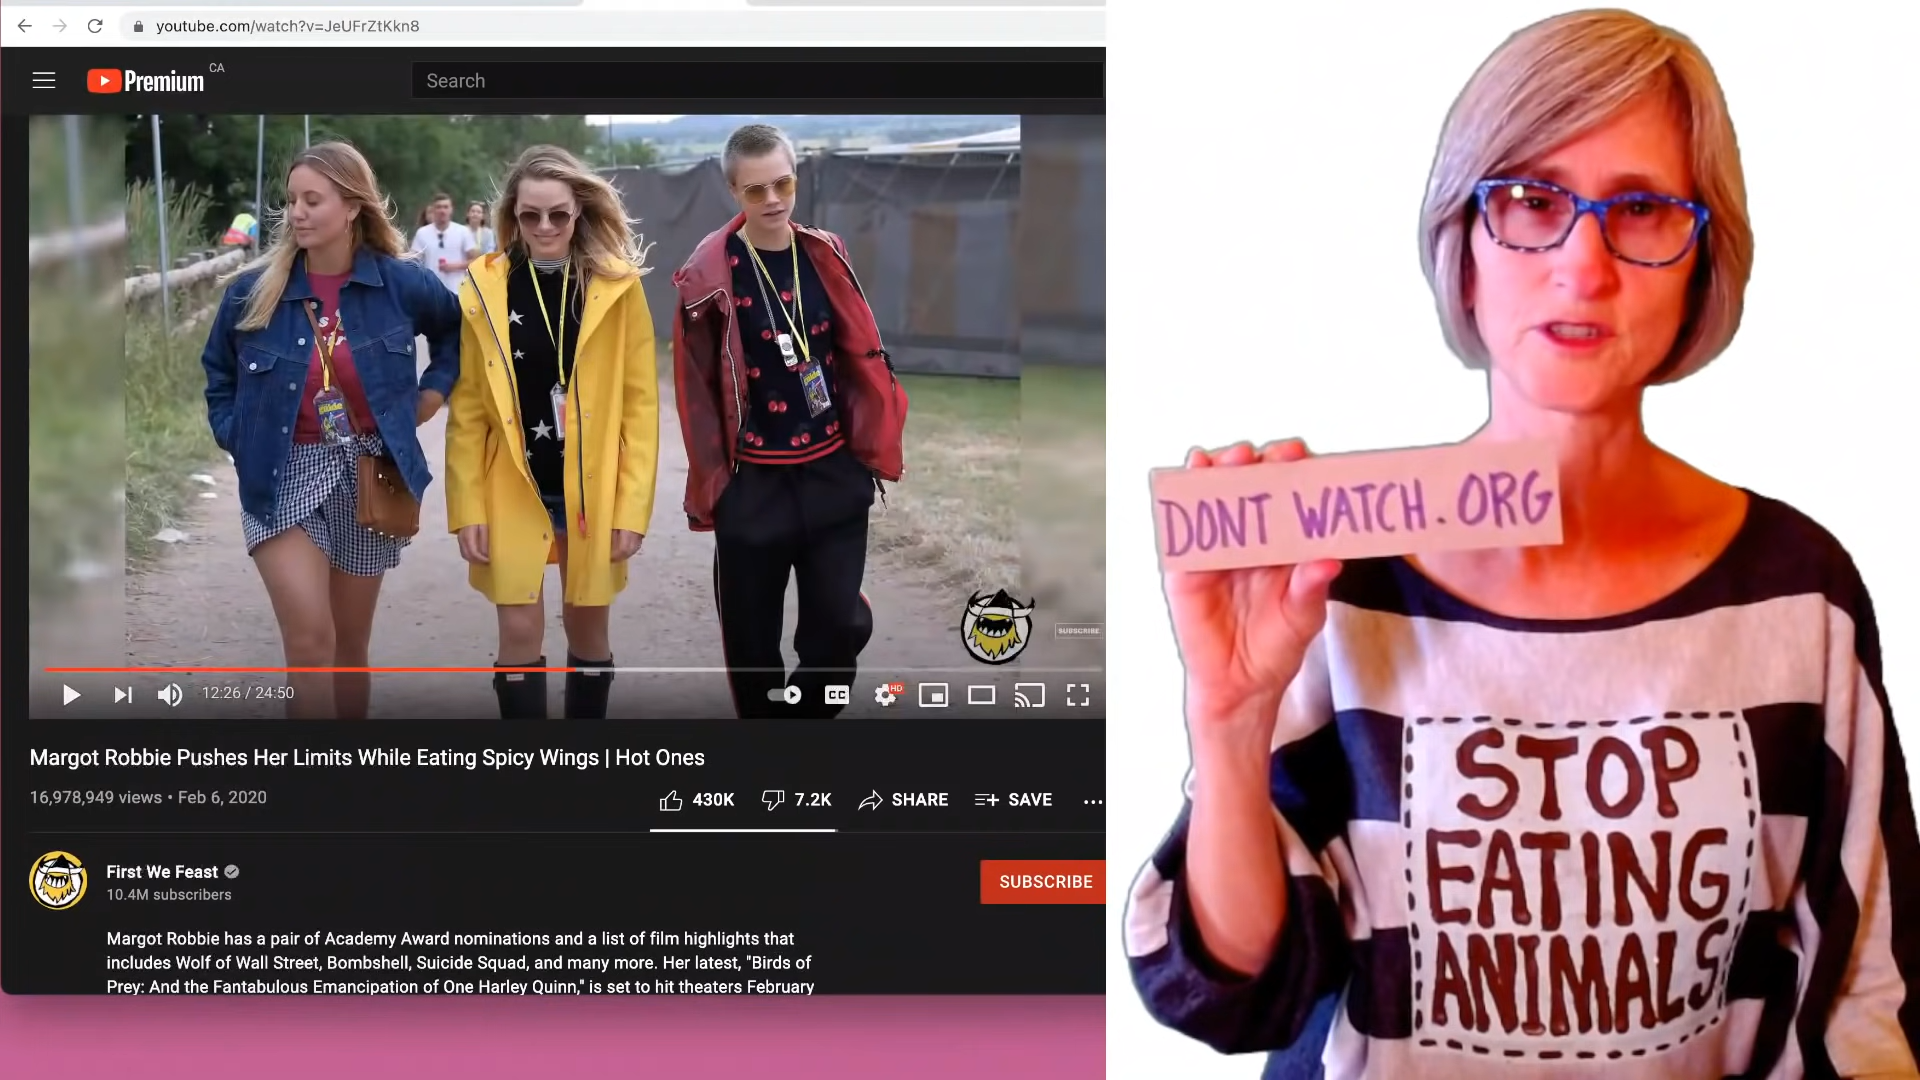 youtube.com/watch?v=JeUFrZtKkn8
Premium CA
Search
SUBSCRIBE
12:26 / 24:50
CC
HD
Margot Robbie Pushes Her Limits While Eating Spicy Wings | Hot Ones
16,978,949 views • Feb 6, 2020
430K 7.2K SHARE SAVE ...
First We Feast
10.4M subscribers
SUBSCRIBE
Margot Robbie has a pair of Academy Award nominations and a list of film highlights that
includes Wolf of Wall Street, Bombshell, Suicide Squad, and many more. Her latest, "Birds of
Prey: And the Fantabulous Emancipation of One Harley Quinn," is set to hit theaters February
DONT WATCH.ORG
STOP
EATING
ANIMALS